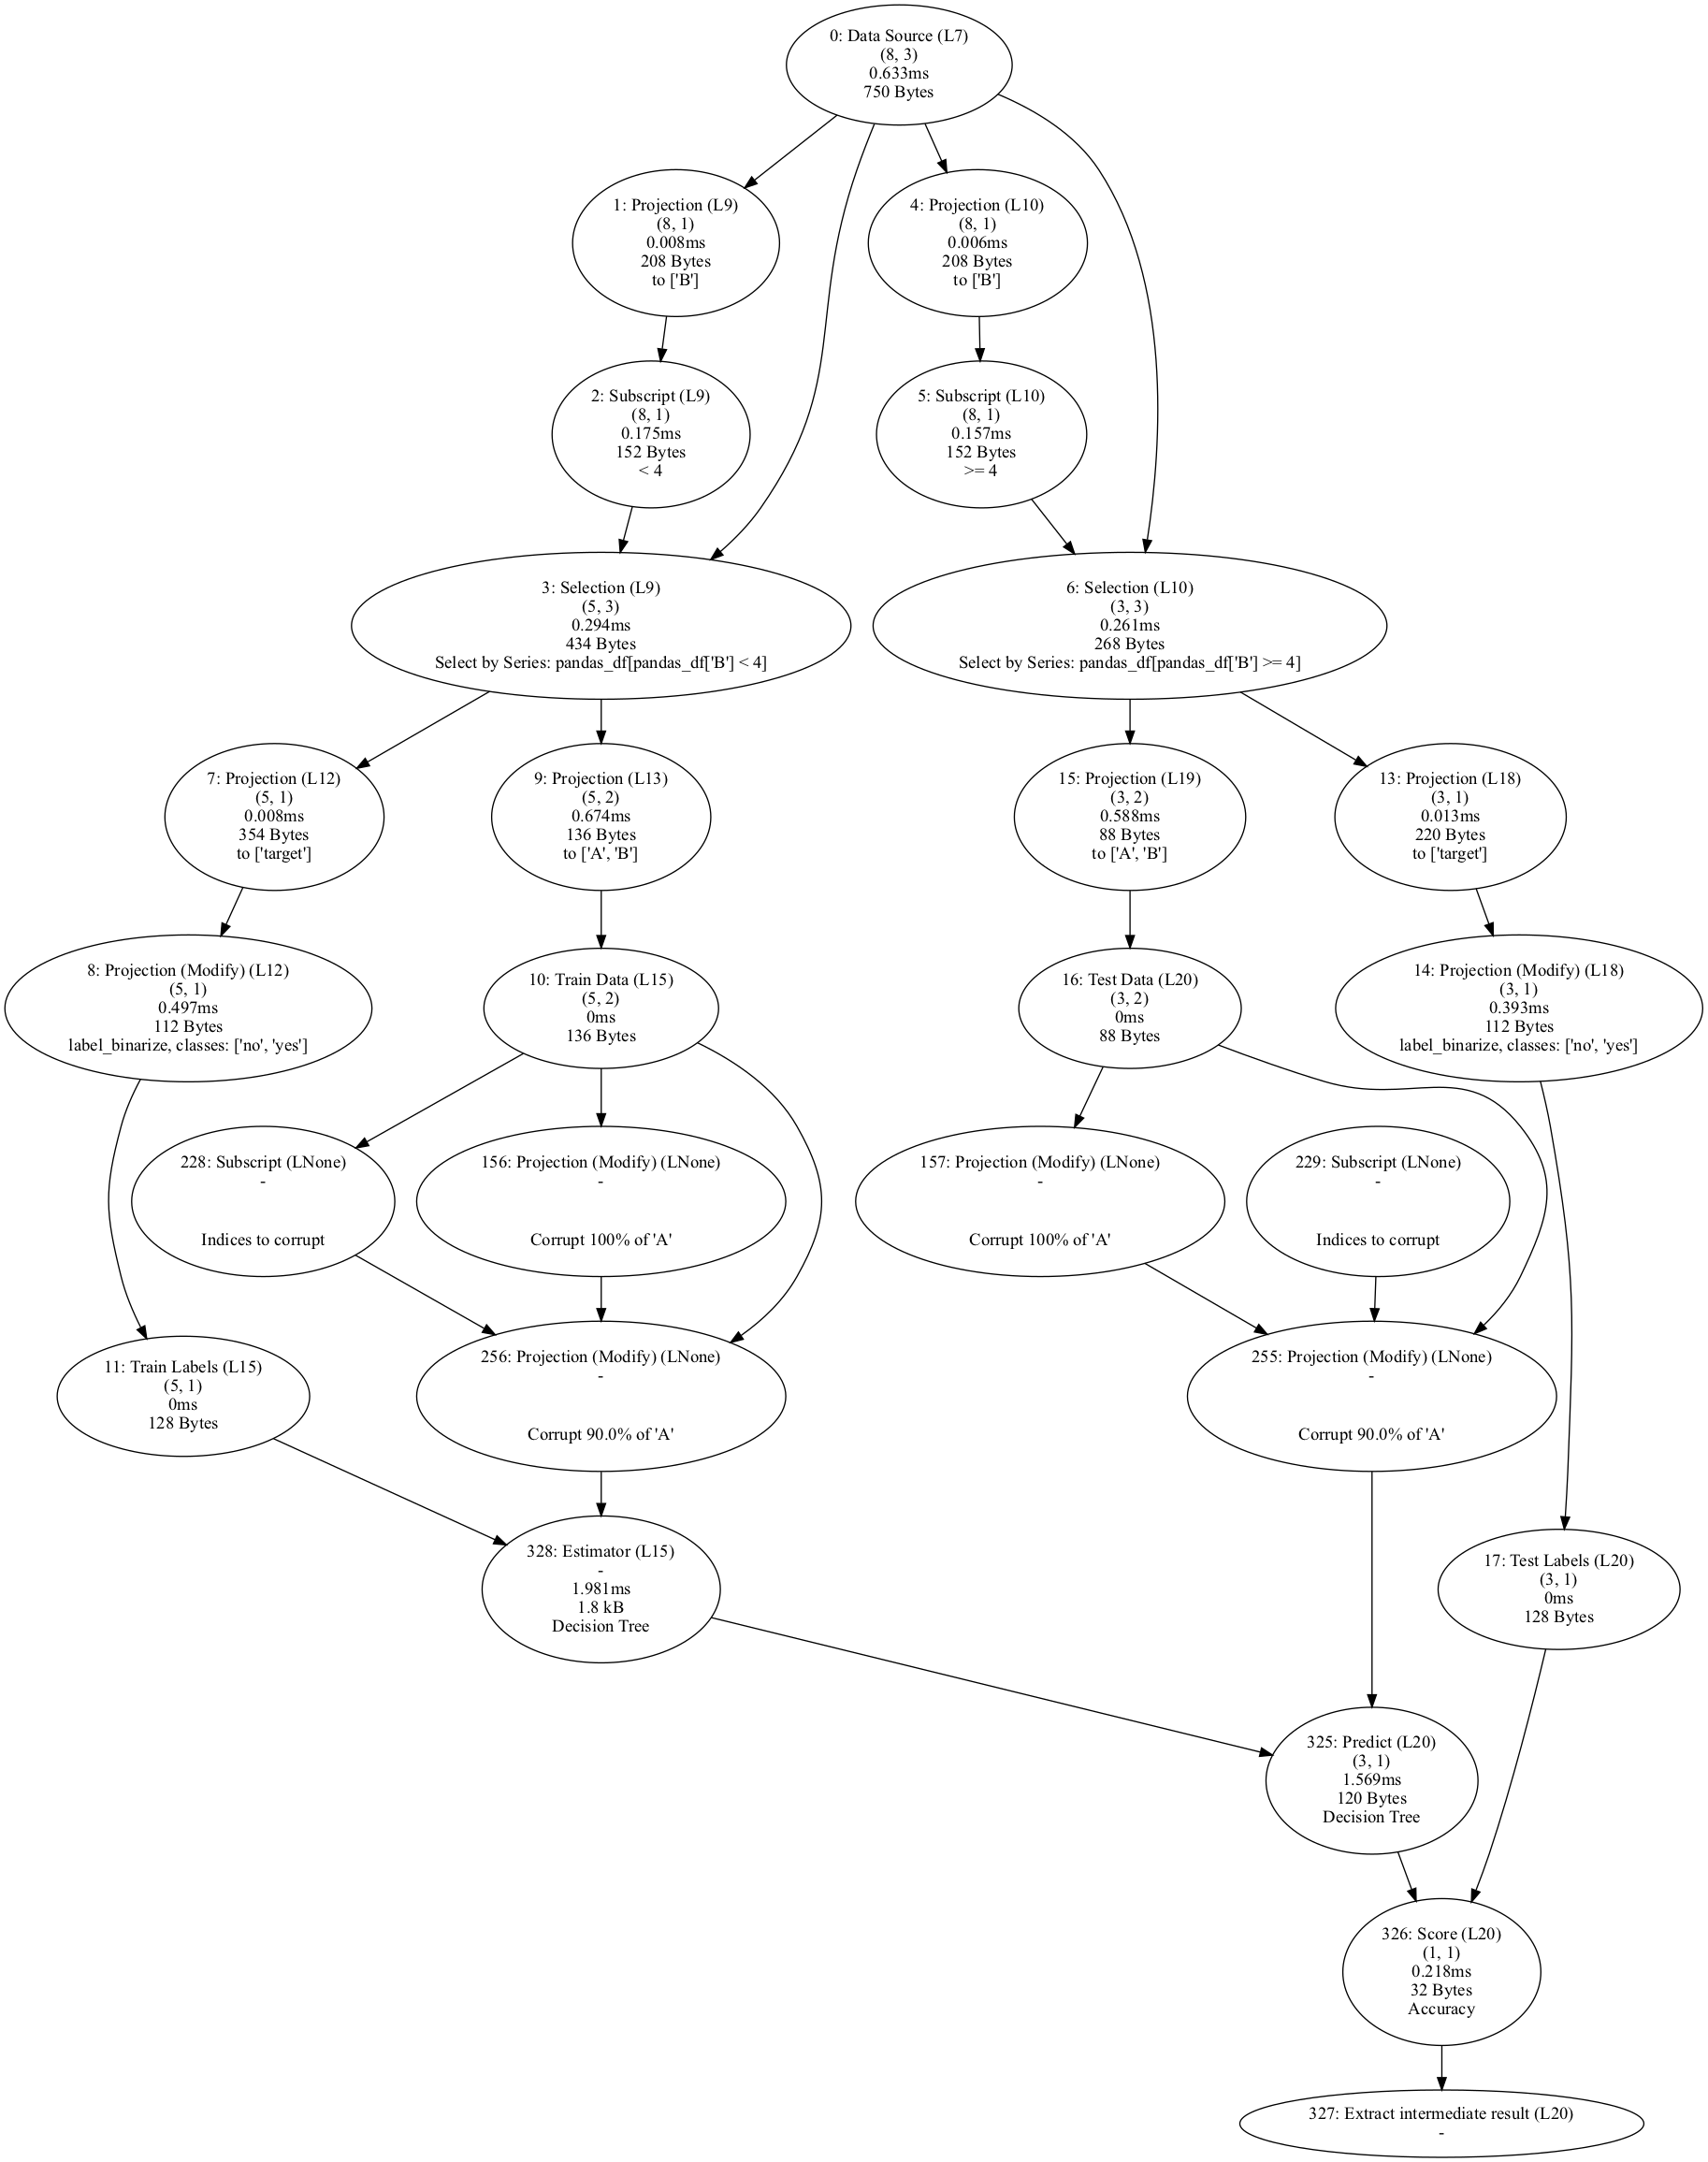 0: Data Source (L7)
(8, 3)
0.633ms
750 Bytes
1: Projection (L9)
(8, 1)
0.008ms
208 Bytes
to ['B']
4: Projection (L10)
(8, 1)
0.006ms
208 Bytes
to ['B']
2: Subscript (L9)
(8, 1)
0.175ms
152 Bytes
< 4
5: Subscript (L10)
(8, 1)
0.157ms
152 Bytes
>= 4
3: Selection (L9)
(5, 3)
0.294ms
434 Bytes
Select by Series: pandas_df[pandas_df['B'] < 4]
6: Selection (L10)
(3, 3)
0.261ms
268 Bytes
Select by Series: pandas_df[pandas_df['B'] >= 4]
7: Projection (L12)
(5, 1)
0.008ms
354 Bytes
to ['target']
9: Projection (L13)
(5, 2)
0.674ms
136 Bytes
to ['A', 'B']
15: Projection (L19)
(3, 2)
0.588ms
88 Bytes
to ['A', 'B']
13: Projection (L18)
(3, 1)
0.013ms
220 Bytes
to ['target']
8: Projection (Modify) (L12)
(5, 1)
0.497ms
112 Bytes
label_binarize, classes: ['no', 'yes']
10: Train Data (L15)
(5, 2)
0ms
136 Bytes
16: Test Data (L20)
(3, 2)
0ms
88 Bytes
14: Projection (Modify) (L18)
(3, 1)
0.393ms
112 Bytes
label_binarize, classes: ['no', 'yes']
228: Subscript (LNone)
-
Indices to corrupt
156: Projection (Modify) (LNone)
-
Corrupt 100% of 'A'
157: Projection (Modify) (LNone)
-
Corrupt 100% of 'A'
229: Subscript (LNone)
-
Indices to corrupt
11: Train Labels (L15)
(5, 1)
0ms
128 Bytes
256: Projection (Modify) (LNone)
-
Corrupt 90.0% of 'A'
255: Projection (Modify) (LNone)
-
Corrupt 90.0% of 'A'
328: Estimator (L15)
-
1.981ms
1.8 kB
Decision Tree
17: Test Labels (L20)
(3, 1)
0ms
128 Bytes
325: Predict (L20)
(3, 1)
1.569ms
120 Bytes
Decision Tree
326: Score (L20)
(1, 1)
0.218ms
32 Bytes
Accuracy
327: Extract intermediate result (L20)
-